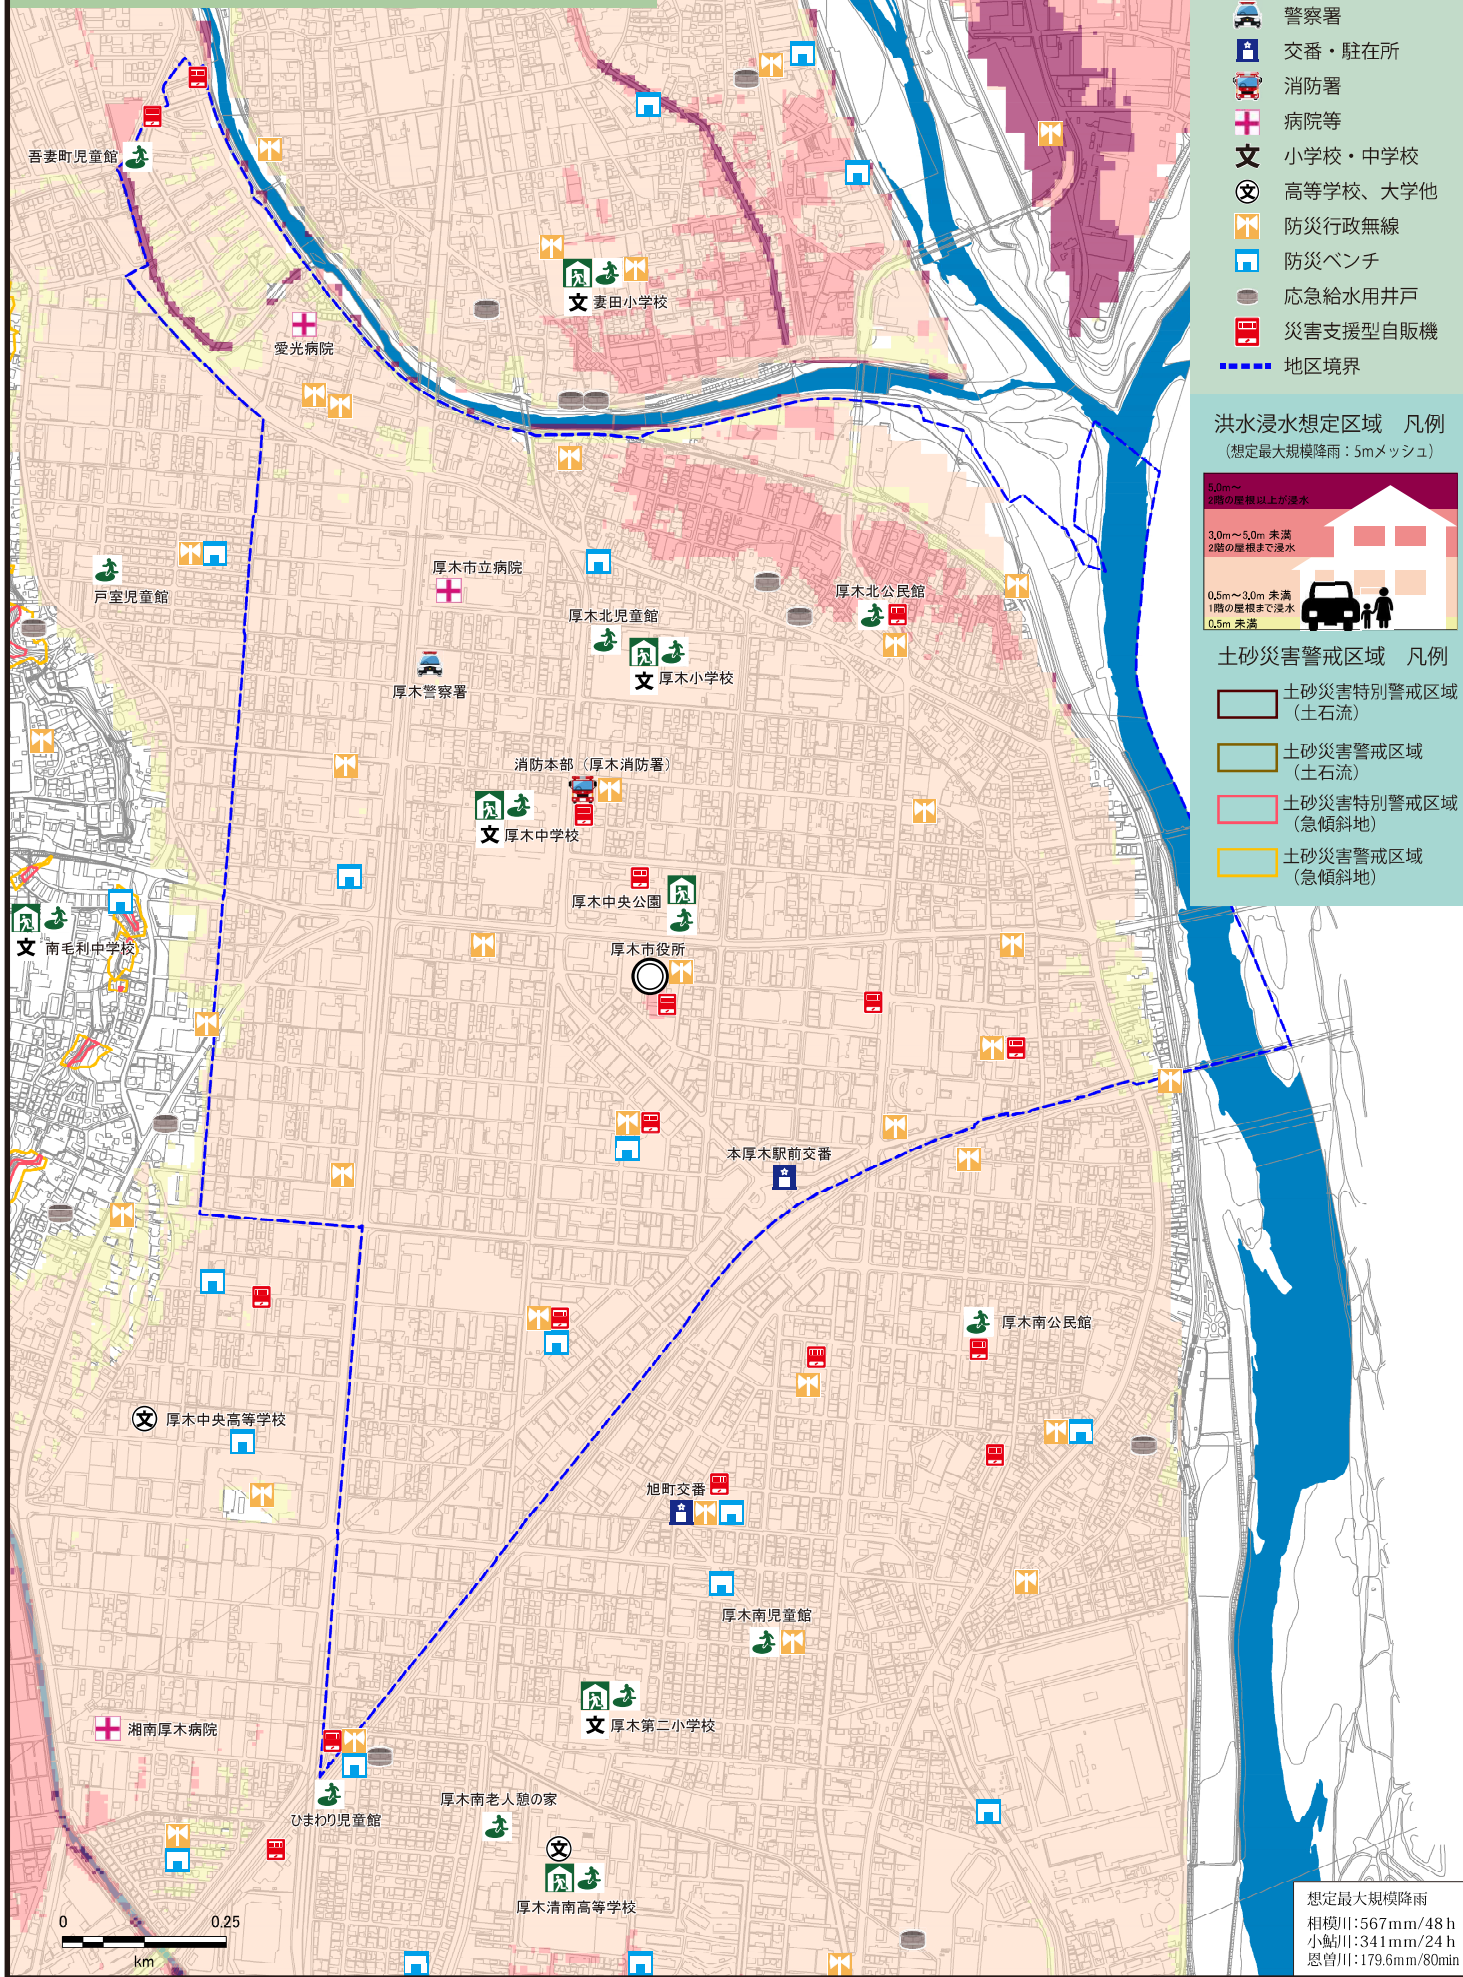 警察署
交番・駐在所
消防署
病院等
文 小学校・中学校
文 高等学校、大学他
防災行政無線
防災ベンチ
応急給水用井戸
災害支援型自販機
地区境界
洪水浸水想定区域 凡例
（想定最大規模降雨：5mメッシュ）
5.0m～
2階の屋根以上が浸水
3.0m～5.0m 未満
2階の屋根まで浸水
0.5m～3.0m 未満
1階の屋根まで浸水
0.5m 未満
土砂災害警戒区域 凡例
土砂災害特別警戒区域
（土石流）
土砂災害警戒区域
（土石流）
土砂災害特別警戒区域
（急傾斜地）
土砂災害警戒区域
（急傾斜地）
吾妻町児童館
文 妻田小学校
愛光病院
戸室児童館
厚木市立病院
厚木北公民館
厚木北児童館
文 厚木小学校
厚木警察署
消防本部（厚木消防署）
文 厚木中学校
厚木中央公園
文 南毛利中学校
厚木市役所
本厚木駅前交番
厚木南公民館
文 厚木中央高等学校
旭町交番
厚木南児童館
湘南厚木病院
文 厚木第二小学校
ひまわり児童館
厚木南老人憩の家
文
厚木清南高等学校
0 0.25
km
想定最大規模降雨
相模川：567mm/48h
小鮎川：341mm/24h
恩曽川：179.6mm/80min